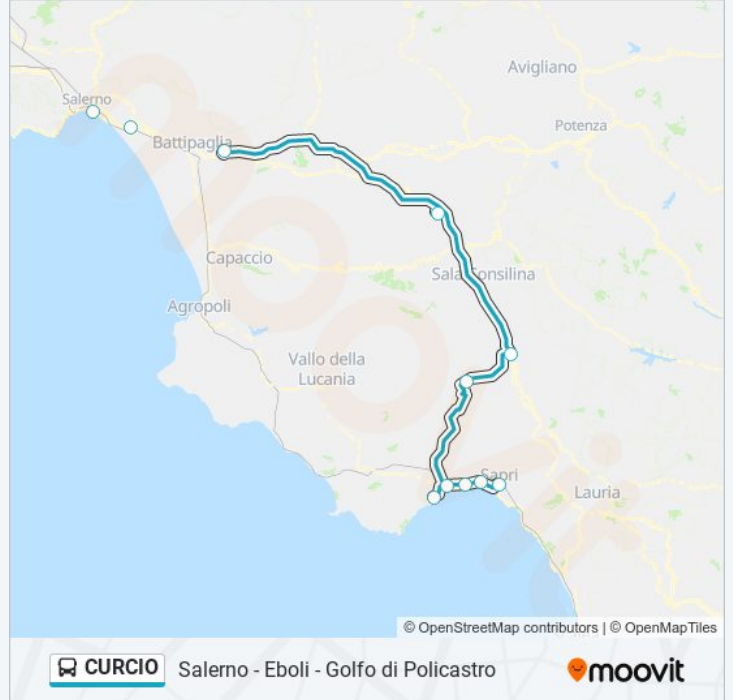 Avigliano
Salerno
Potenza
Battipaglia
Capaccio
Sala Consilina
Agropoli
Vallo della
Lucania
Sapri
Lauria
© OpenStreetMap contributors | © OpenMapTiles
CURCIO
Salerno - Eboli - Golfo di Policastro
moovit